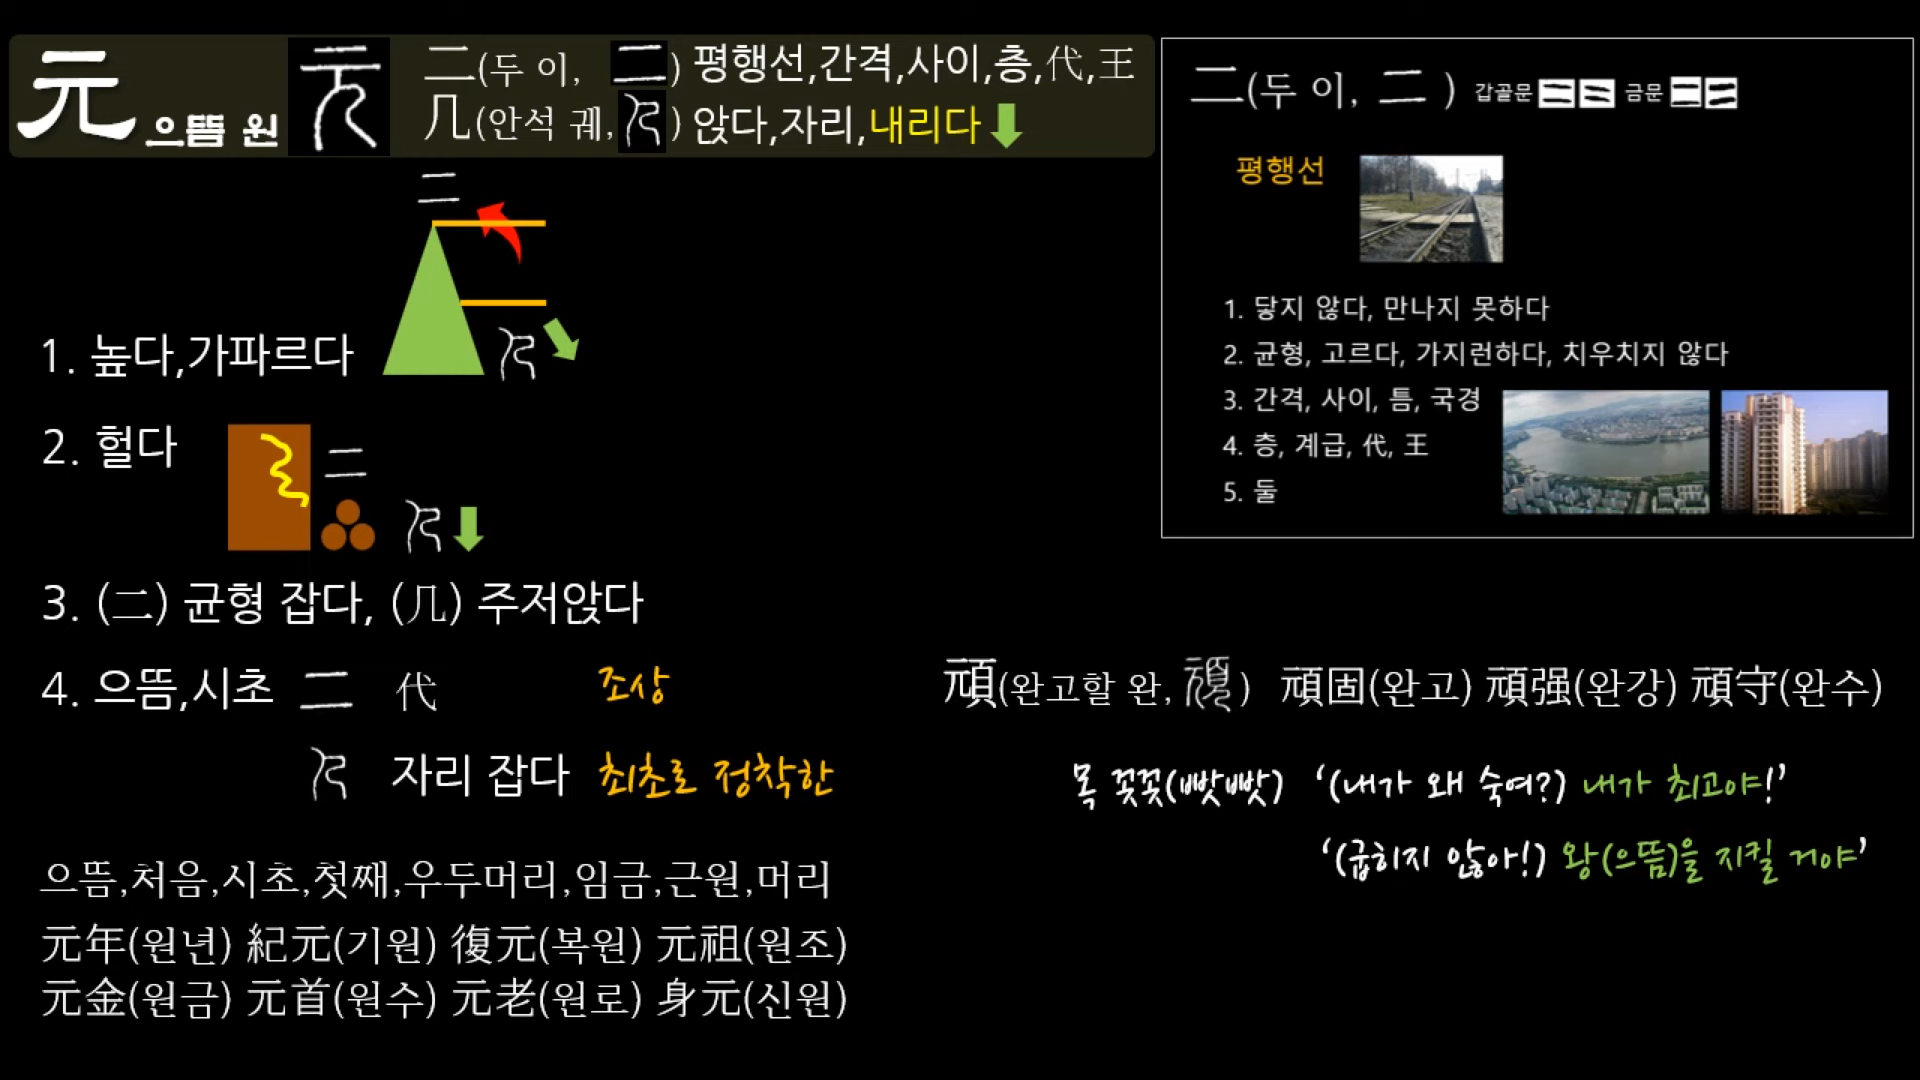 元 으뜸 원 元 二(두 이, 二) 평행선,간격,사이,층,代,王
几(안석 궤, 几) 앉다,자리,내리다
二
1. 높다,가파르다 几
2. 헐다 二
几
3. (二) 균형 잡다, (几) 주저앉다
4. 으뜸,시초 二 代 조상
几 자리 잡다 최초로 정착한
으뜸,처음,시초,첫째,우두머리,임금,근원,머리
元年(원년) 紀元(기원) 復元(복원) 元祖(원조)
元金(원금) 元首(원수) 元老(원로) 身元(신원)
二(두 이, 二 ) 갑골문 二二 금문 二二
평행선
1. 닿지 않다, 만나지 못하다
2. 균형, 고르다, 가지런하다, 치우치지 않다
3. 간격, 사이, 틈, 국경
4. 층, 계급, 代, 王
5. 둘
頑(완고할 완, 頑) 頑固(완고) 頑强(완강) 頑守(완수)
목 꼿꼿(빳빳) ‘(내가 왜 숙여?) 내가 최고야!’
‘(굽히지 않아!) 왕(으뜸)을 지킬 거야’